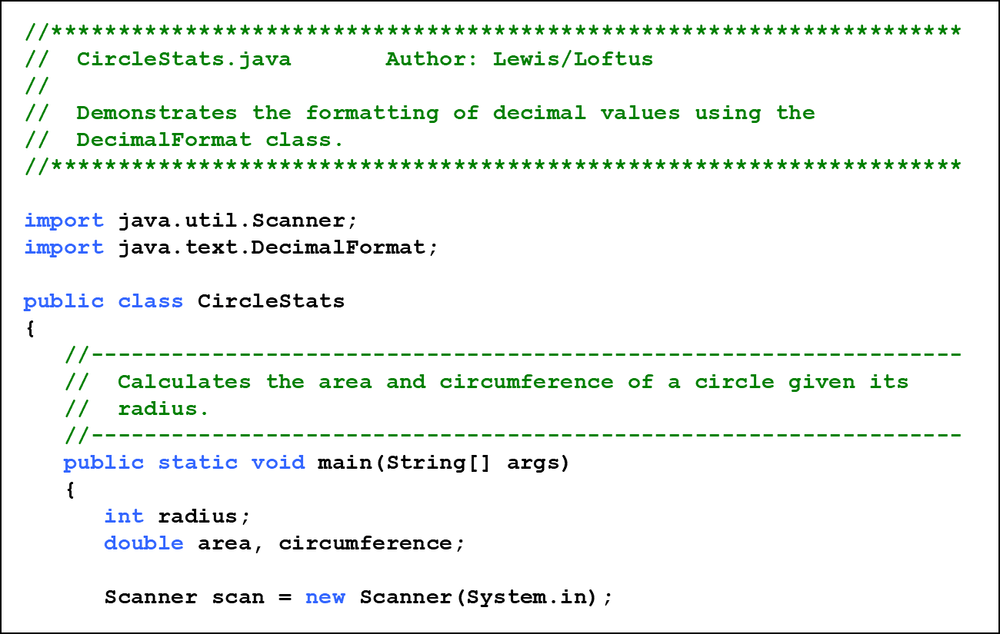 //********************************************************************
//  CircleStats.java       Author: Lewis/Loftus
//
//  Demonstrates the formatting of decimal values using the
//  DecimalFormat class.
//********************************************************************

import java.util.Scanner;
import java.text.DecimalFormat;

public class CircleStats
{
   //-----------------------------------------------------------------
   //  Calculates the area and circumference of a circle given its
   //  radius.
   //-----------------------------------------------------------------
   public static void main(String[] args)
   {
      int radius;
      double area, circumference;

      Scanner scan = new Scanner(System.in);